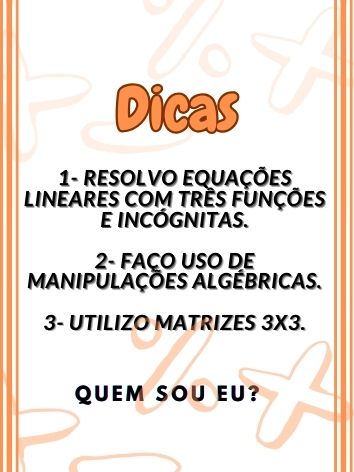 Dicas
1- RESOLVO EQUAÇÕES
LINEARES COM TRÊS FUNÇÕES
E INCÓGNITAS.
2- FAÇO USO DE
MANIPULAÇÕES ALGÉBRICAS.
3- UTILIZO MATRIZES 3X3.
QUEM SOU EU?